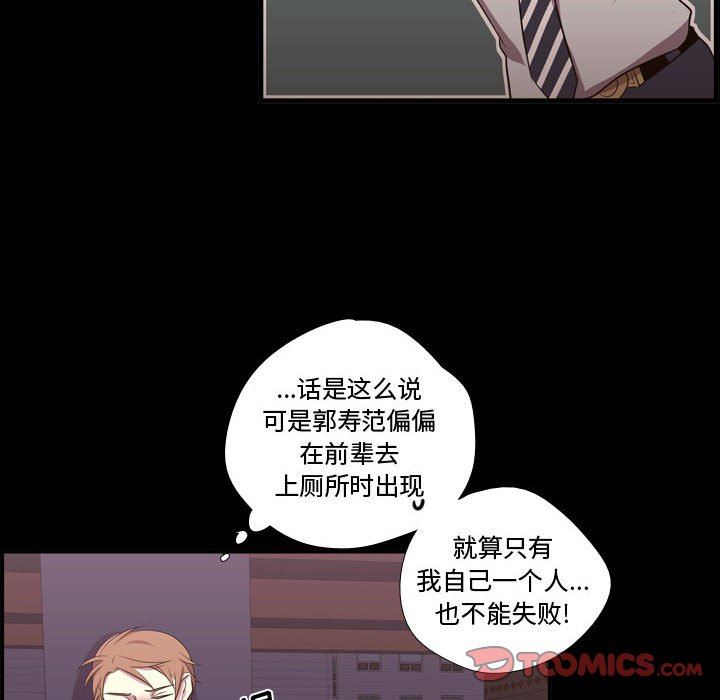 ...话是这么说
可是郭寿范偏偏
在前辈去
上厕所时出现
就算只有
我自己一个人...
也不能失败!
DTCOMICS.COM